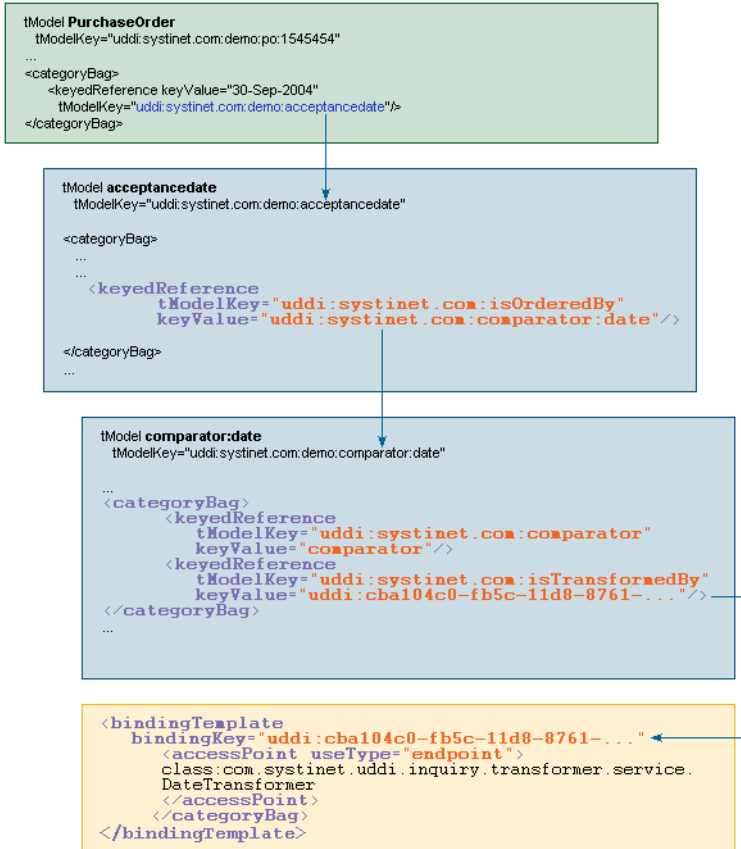 tModel PurchaseOrder
tModelKey="uddi:systinet.com:demo:po:1545454"
...
<categoryBag>
<keyedReference keyValue="30-Sep-2004"
tModelKey="uddi:systinet.com:demo:acceptancedate"/>
</categoryBag>
tModel acceptancedate
tModelKey="uddi:systinet.com:demo:acceptancedate"
<categoryBag>
...
...
<keyedReference
tModelKey="uddi:systinet.com:isOrderedBy"
keyValue="uddi:systinet.com:comparator:date"/>
</categoryBag>
...
tModel comparator:date
tModelKey="uddi:systinet.com:demo:comparator:date"
...
<categoryBag>
<keyedReference
tModelKey="uddi:systinet.com:comparator"
keyValue="comparator"/>
<keyedReference
tModelKey="uddi:systinet.com:isTransformedBy"
keyValue="uddi:cba104c0-fb5c-11d8-8761-..."/>
</categoryBag>
...
<bindingTemplate
bindingKey="uddi:cba104c0-fb5c-11d8-8761-..."
<accessPoint useType="endpoint">
class:com.systinet.uddi.inquiry.transformer.service.
DateTransformer
</accessPoint>
</categoryBag>
</bindingTemplate>